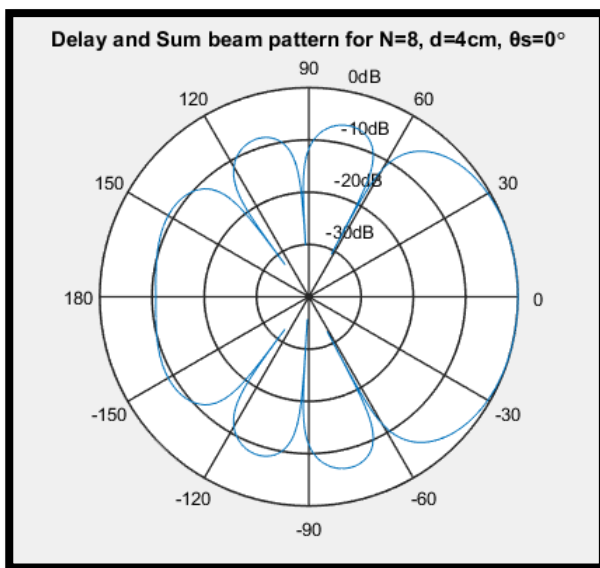 Delay and Sum beam pattern for N=8, d=4cm, θs=0°
90
0dB
120
60
-10dB
150
-20dB
30
-30dB
180
0
-150
-30
-120
-60
-90